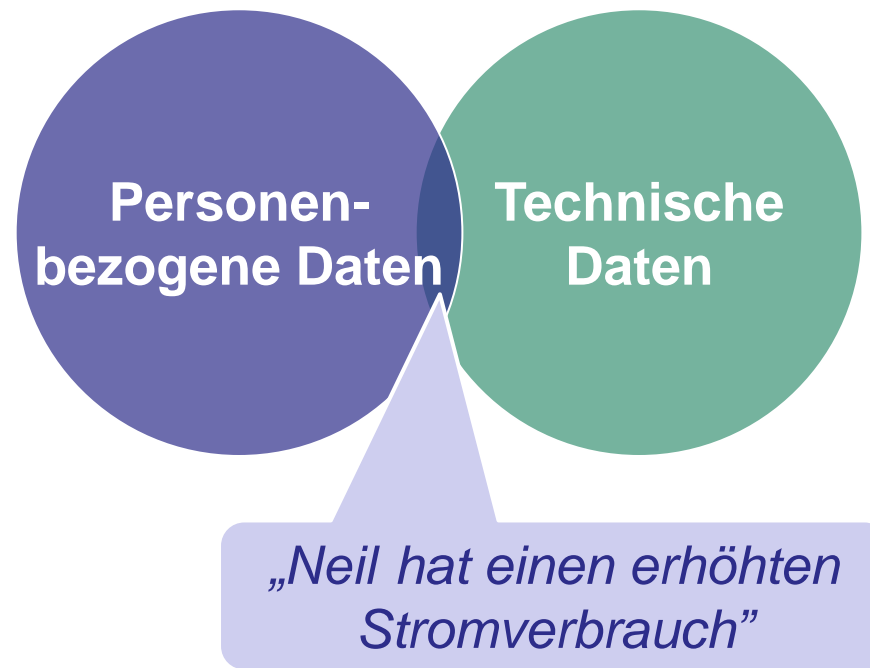 Personen-
bezogene Daten
Technische
Daten
„Neil hat einen erhöhten
Stromverbrauch”